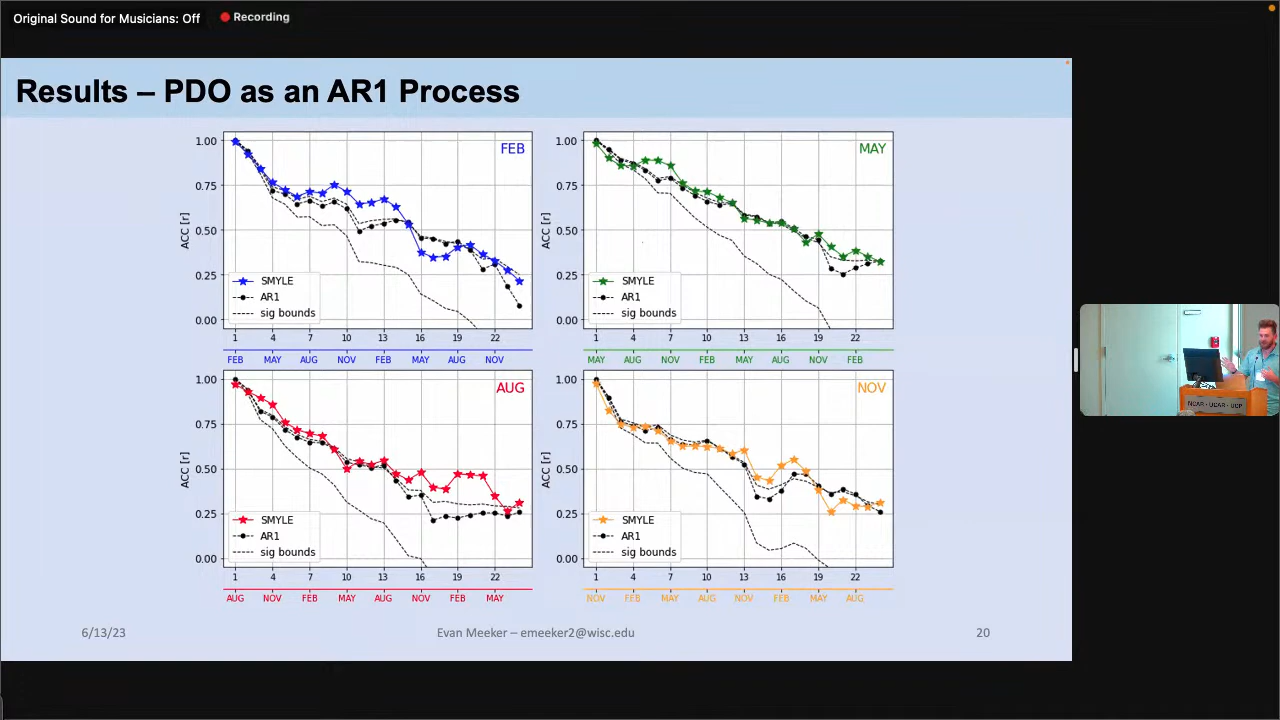 Original Sound for Musicians: Off
Recording
Results – PDO as an AR1 Process
FEB
ACC [r]
1.00
0.75
0.50
0.25
0.00
SMYLE
AR1
sig bounds
1 4 7 10 13 16 19 22
FEB MAY AUG NOV FEB MAY AUG NOV
MAY
ACC [r]
1.00
0.75
0.50
0.25
0.00
SMYLE
AR1
sig bounds
1 4 7 10 13 16 19 22
MAY AUG NOV FEB MAY AUG NOV FEB
AUG
ACC [r]
1.00
0.75
0.50
0.25
0.00
SMYLE
AR1
sig bounds
1 4 7 10 13 16 19 22
AUG NOV FEB MAY AUG NOV FEB MAY
NOV
ACC [r]
1.00
0.75
0.50
0.25
0.00
SMYLE
AR1
sig bounds
1 4 7 10 13 16 19 22
NOV FEB MAY AUG NOV FEB MAY AUG
6/13/23
Evan Meeker – emeeker2@wisc.edu
20
NCAR - UCAR - UCP